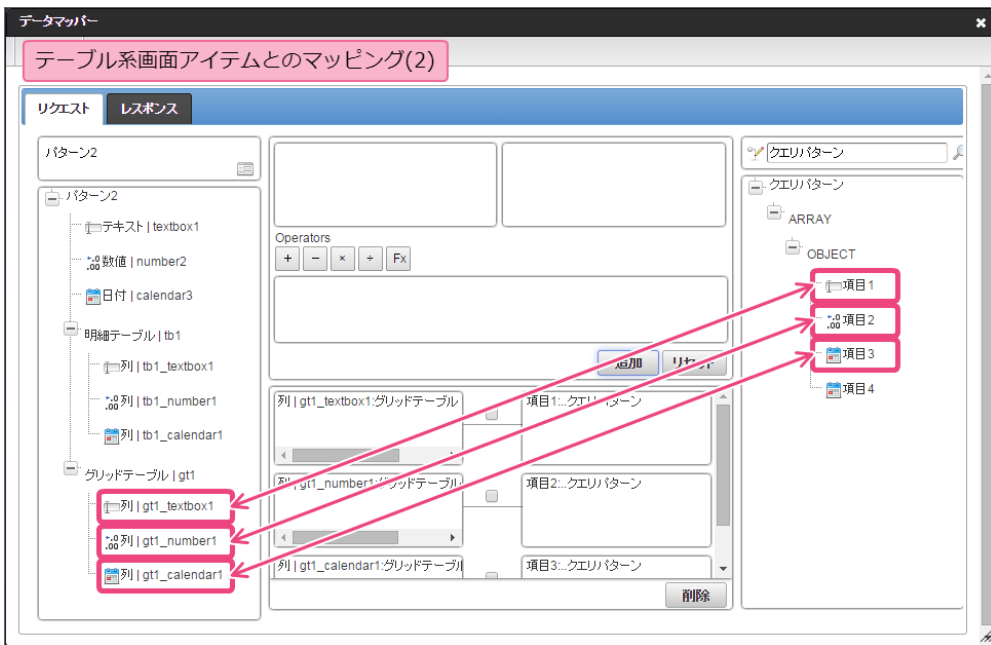 データマッパー
テーブル系画面アイテムとのマッピング(2)
リクエスト
レスポンス
パターン2
パターン2
テキスト | textbox1
数値 | number2
日付 | calendar3
明細テーブル | tb1
列 | tb1_textbox1
列 | tb1_number1
列 | tb1_calendar1
グリッドテーブル | gt1
列 | gt1_textbox1
列 | gt1_number1
列 | gt1_calendar1
Operators
+ − × ÷ Fx
追加
リセット
列 | gt1_textbox1:グリッドテーブル
項目1:..クエリパターン
列 | gt1_number1:グリッドテーブル
項目2:..クエリパターン
列 | gt1_calendar1:グリッドテーブル
項目3:..クエリパターン
削除
クエリパターン
クエリパターン
ARRAY
OBJECT
項目1
項目2
項目3
項目4